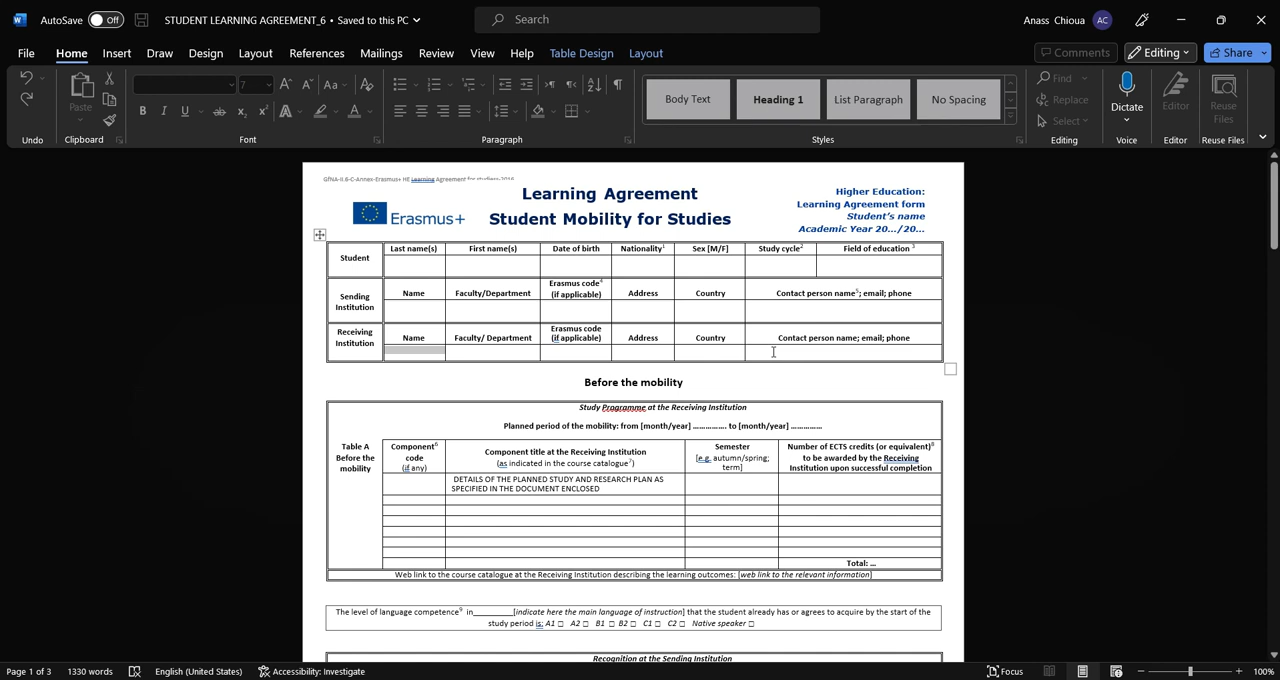 AutoSave Off STUDENT LEARNING AGREEMENT_6 • Saved to this PC Search Anass Chioua AC
File Home Insert Draw Design Layout References Mailings Review View Help Table Design Layout Comments Editing Share
Paste 7 Aa Body Text Heading 1 List Paragraph No Spacing Find Replace Select Dictate Editor Reuse Files
Undo Clipboard Font Paragraph Styles Editing Voice Editor Reuse Files
GfNA-II.6-C-Annex-Erasmus+ HE Learning Agreement for studies-2016
Learning Agreement
Student Mobility for Studies
Erasmus+
Higher Education:
Learning Agreement form
Student's name
Academic Year 20…/20…
Student Last name(s) First name(s) Date of birth Nationality1 Sex [M/F] Study cycle2 Field of education 3
Sending Institution Name Faculty/Department Erasmus code4 (if applicable) Address Country Contact person name5; email; phone
Receiving Institution Name Faculty/ Department Erasmus code (if applicable) Address Country Contact person name; email; phone
Before the mobility
Study Programme at the Receiving Institution
Planned period of the mobility: from [month/year] ……………. to [month/year] ……………
Table A Before the mobility
Component6 code (if any)
Component title at the Receiving Institution (as indicated in the course catalogue7)
Semester [e.g. autumn/spring; term]
Number of ECTS credits (or equivalent)8 to be awarded by the Receiving Institution upon successful completion
DETAILS OF THE PLANNED STUDY AND RESEARCH PLAN AS
SPECIFIED IN THE DOCUMENT ENCLOSED
Total: …
Web link to the course catalogue at the Receiving Institution describing the learning outcomes: [web link to the relevant information]
The level of language competence9 in________[indicate here the main language of instruction] that the student already has or agrees to acquire by the start of the
study period is: A1 ☐ A2 ☐ B1 ☐ B2 ☐ C1 ☐ C2 ☐ Native speaker ☐
Recognition at the Sending Institution
Page 1 of 3 1330 words English (United States) Accessibility: Investigate Focus 100%